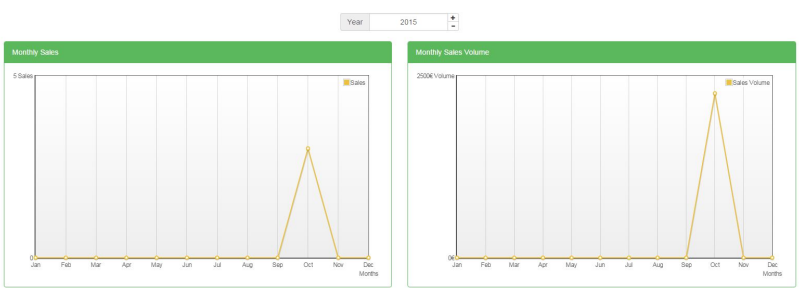 Year 2015 + -
Monthly Sales
5 Sales
Sales
0
Jan Feb Mar Apr May Jun Jul Aug Sep Oct Nov Dec
Months
Monthly Sales Volume
2500€ Volume
Sales Volume
0€
Jan Feb Mar Apr May Jun Jul Aug Sep Oct Nov Dec
Months